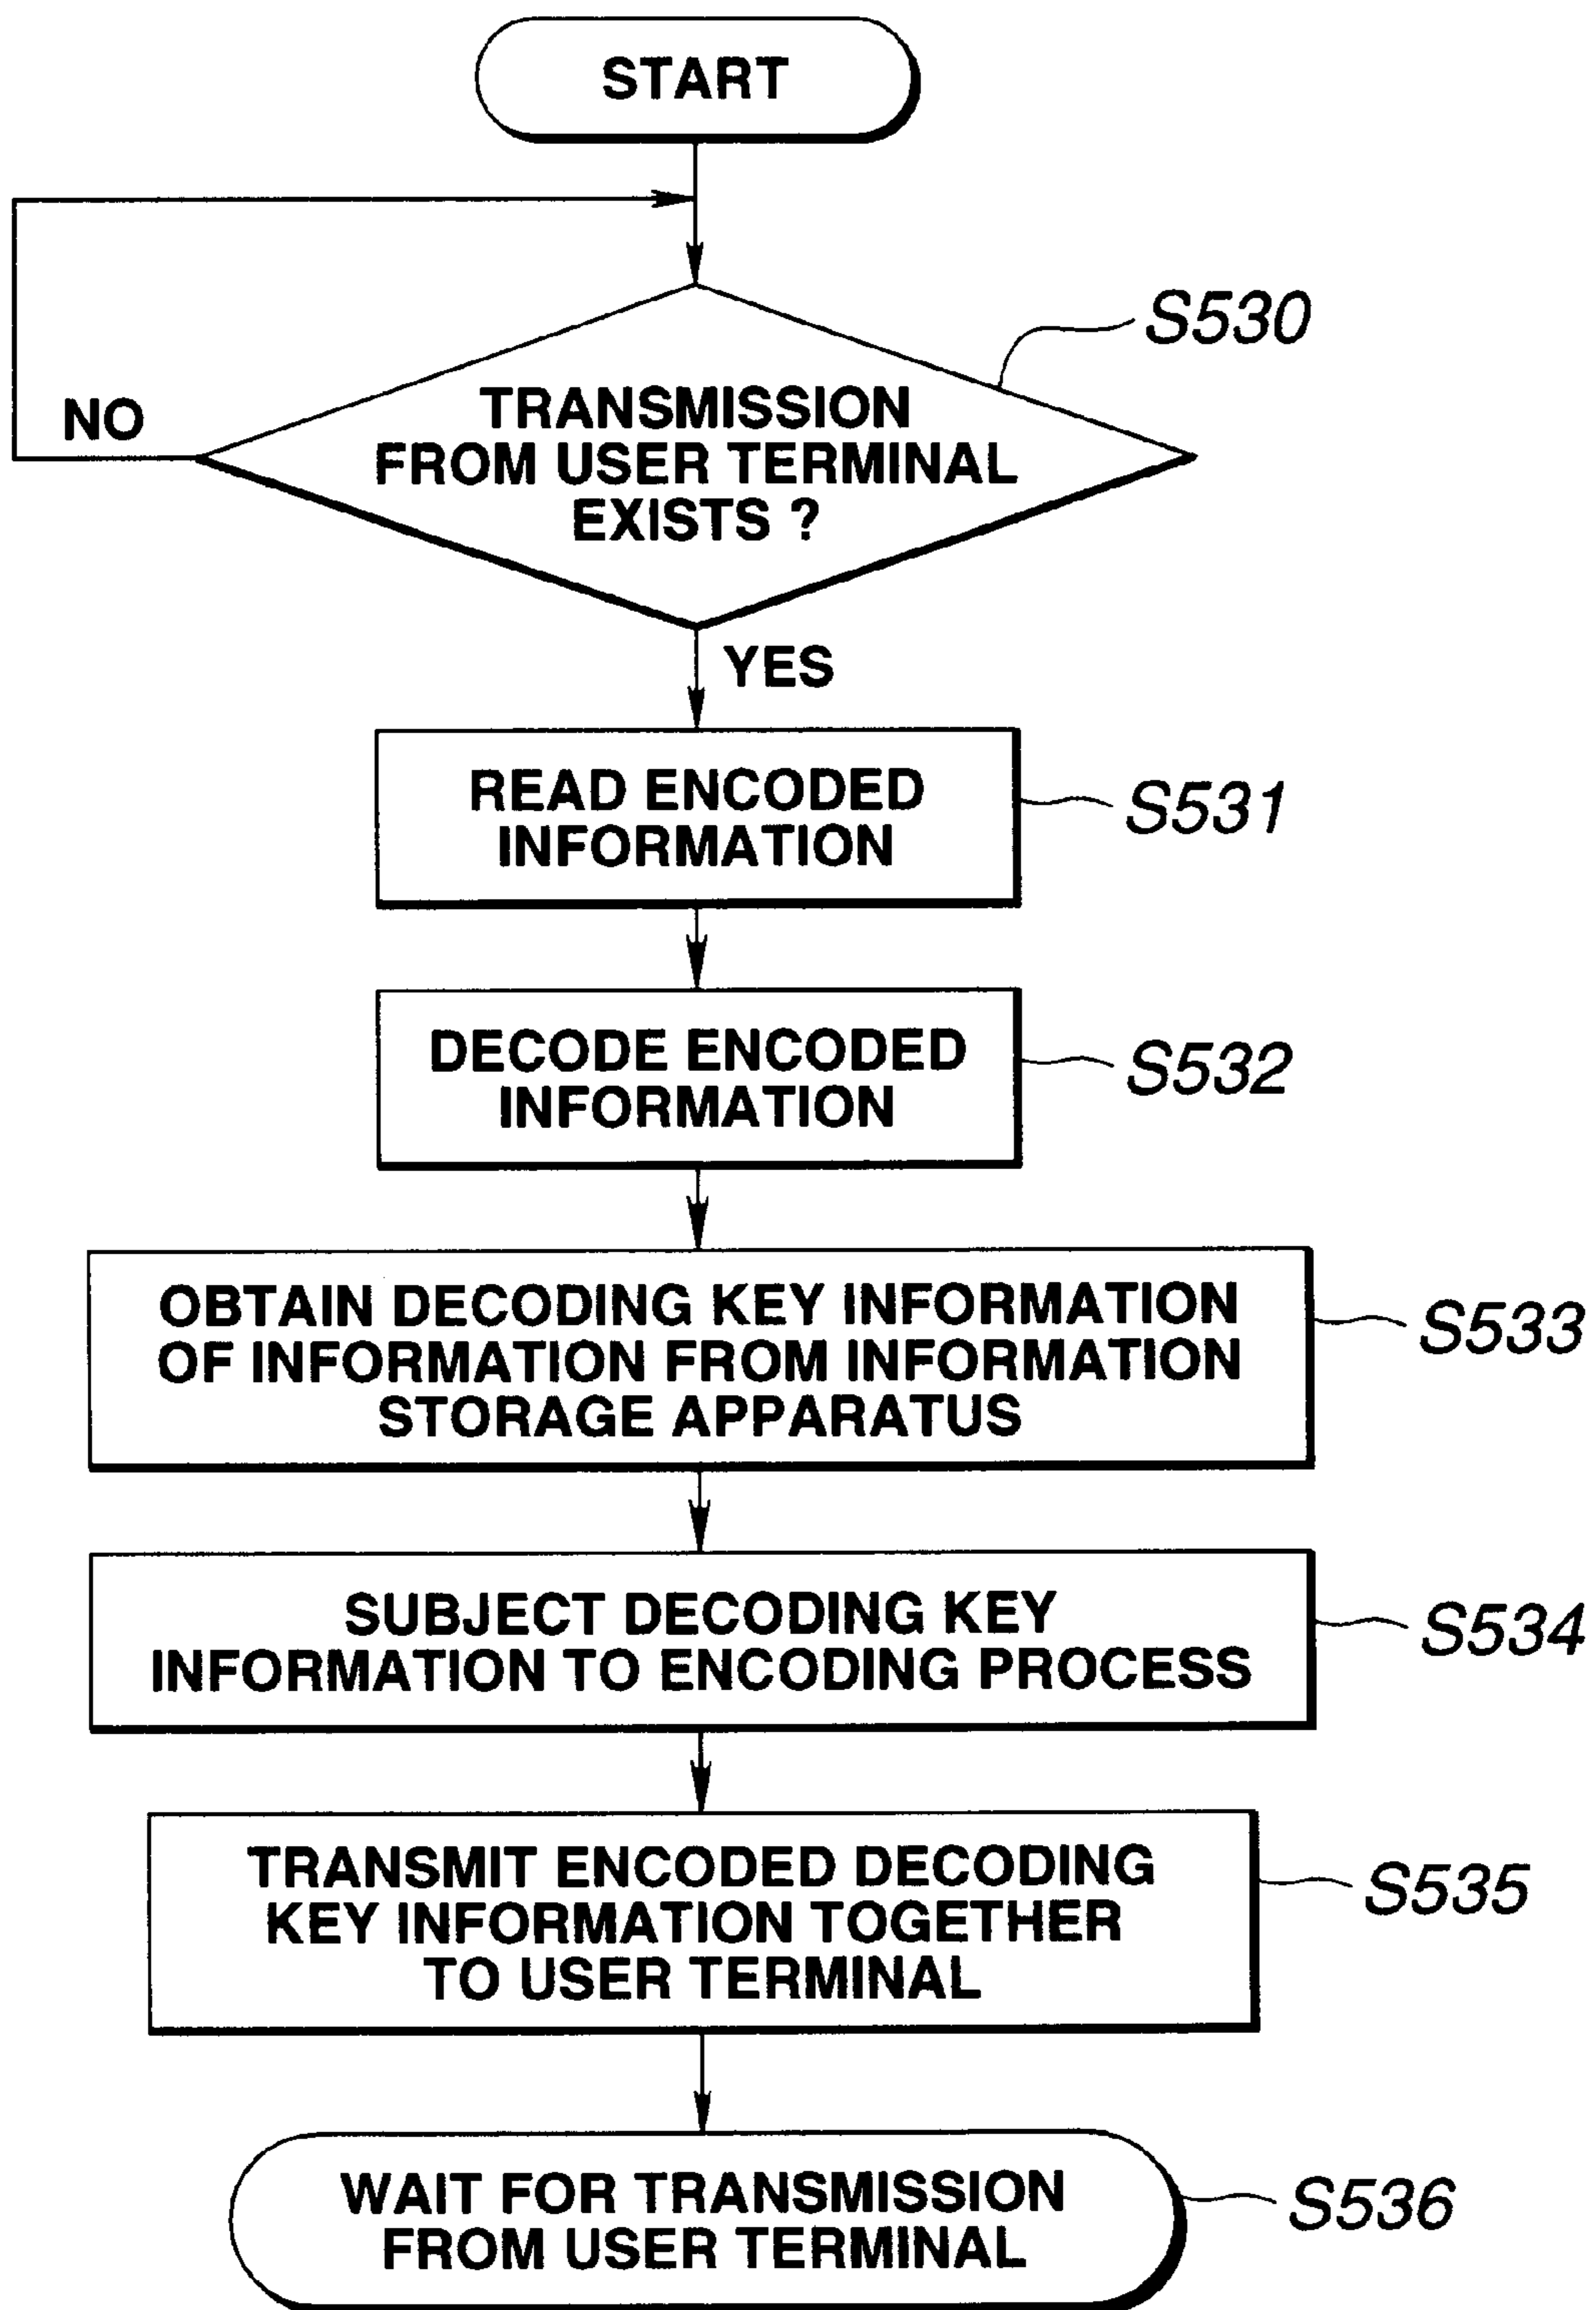 START
S530
NO
TRANSMISSION
FROM USER TERMINAL
EXISTS ?
YES
READ ENCODED
INFORMATION
S531
DECODE ENCODED
INFORMATION
S532
OBTAIN DECODING KEY INFORMATION
OF INFORMATION FROM INFORMATION
STORAGE APPARATUS
S533
SUBJECT DECODING KEY
INFORMATION TO ENCODING PROCESS
S534
TRANSMIT ENCODED DECODING
KEY INFORMATION TOGETHER
TO USER TERMINAL
S535
WAIT FOR TRANSMISSION
FROM USER TERMINAL
S536